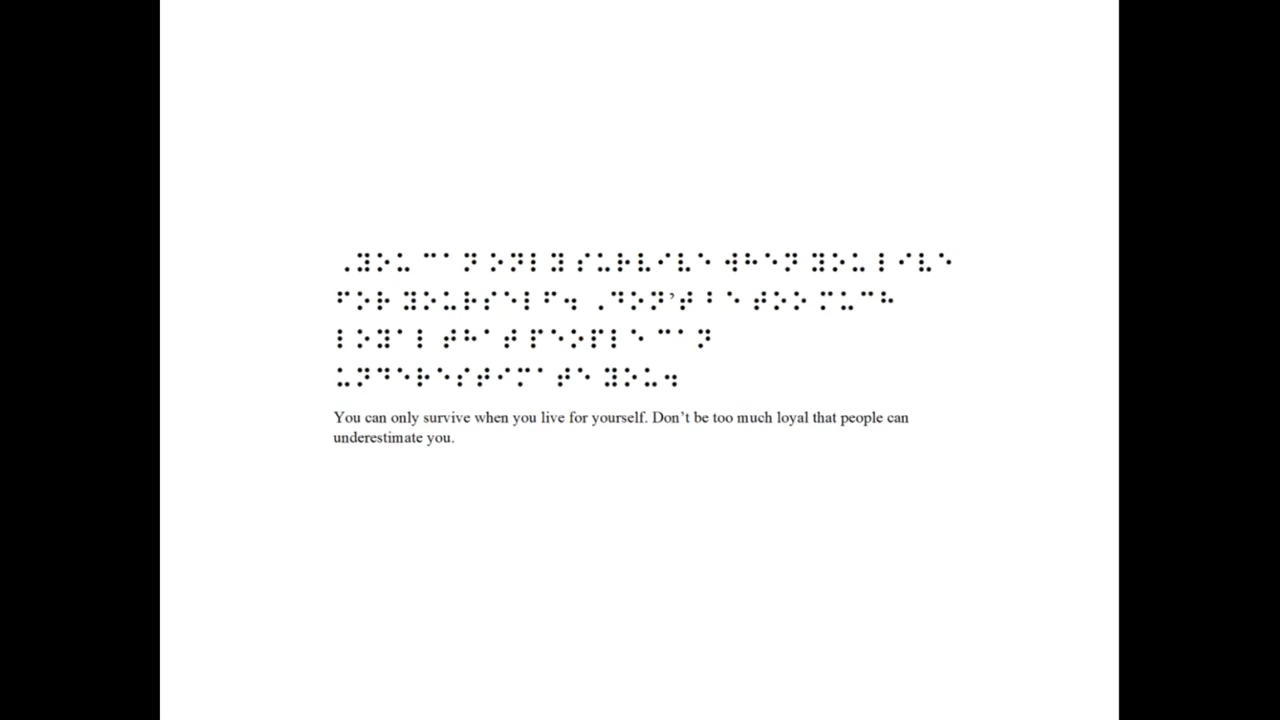 ⠠⠽⠕⠥ ⠉⠁⠝ ⠕⠝⠇⠽ ⠎⠥⠗⠧⠊⠧⠑ ⠺⠓⠑⠝ ⠽⠕⠥ ⠇⠊⠧⠑
⠋⠕⠗ ⠽⠕⠥⠗⠎⠑⠇⠋⠲ ⠠⠙⠕⠝’⠞ ⠃⠑ ⠞⠕⠕ ⠍⠥⠉⠓
⠇⠕⠽⠁⠇ ⠞⠓⠁⠞ ⠏⠑⠕⠏⠇⠑ ⠉⠁⠝
⠥⠝⠙⠑⠗⠑⠎⠞⠊⠍⠁⠞⠑ ⠽⠕⠥⠲
You can only survive when you live for yourself. Don’t be too much loyal that people can
underestimate you.